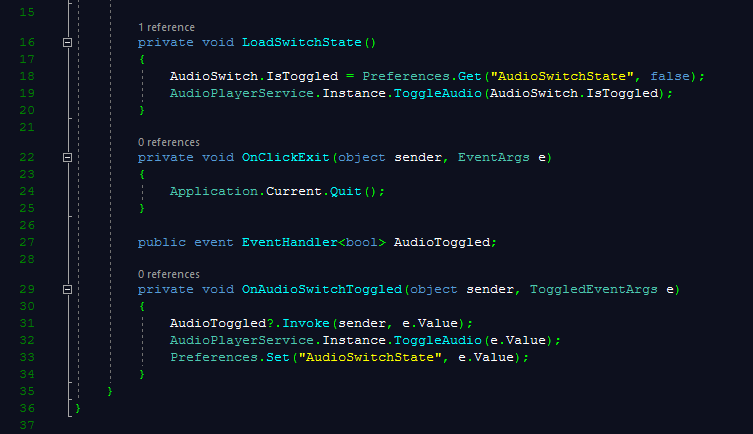 15
1 reference
16 private void LoadSwitchState()
17 {
18 AudioSwitch.IsToggled = Preferences.Get("AudioSwitchState", false);
19 AudioPlayerService.Instance.ToggleAudio(AudioSwitch.IsToggled);
20 }
21
0 references
22 private void OnClickExit(object sender, EventArgs e)
23 {
24 Application.Current.Quit();
25 }
26
27 public event EventHandler<bool> AudioToggled;
28
0 references
29 private void OnAudioSwitchToggled(object sender, ToggledEventArgs e)
30 {
31 AudioToggled?.Invoke(sender, e.Value);
32 AudioPlayerService.Instance.ToggleAudio(e.Value);
33 Preferences.Set("AudioSwitchState", e.Value);
34 }
35 }
36 }
37